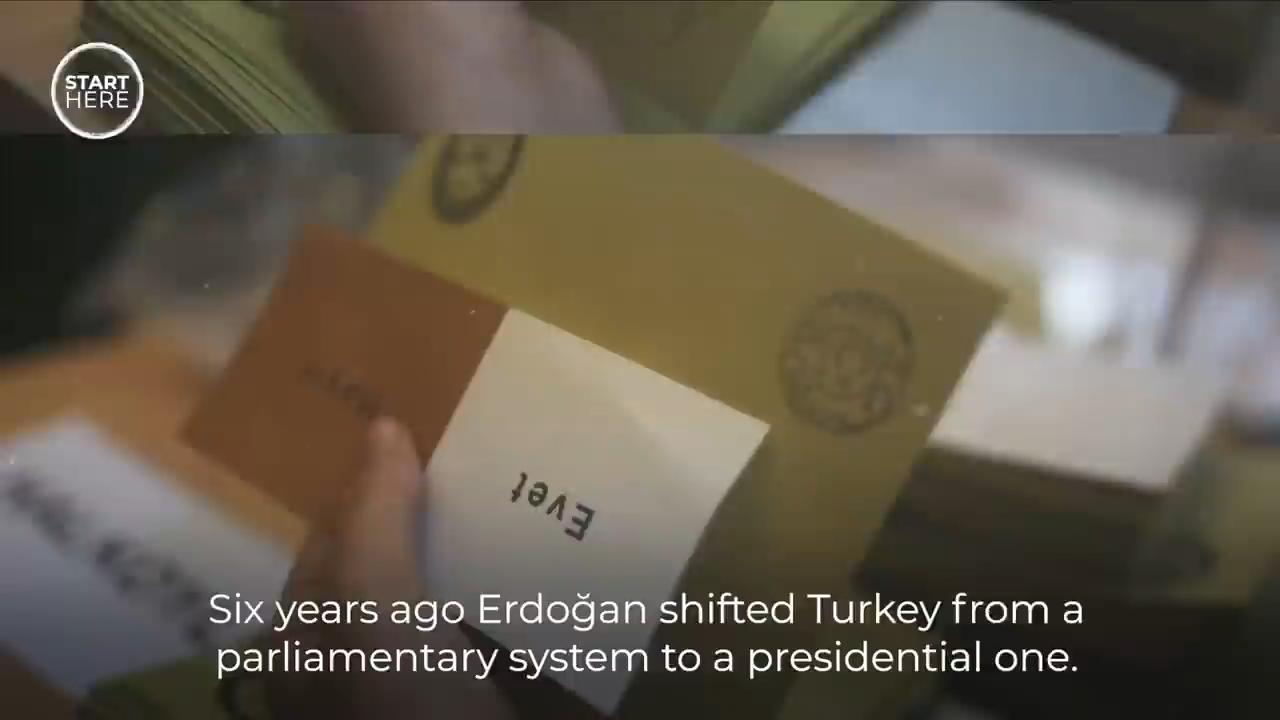 START
HERE
Evet
Six years ago Erdoğan shifted Turkey from a
parliamentary system to a presidential one.